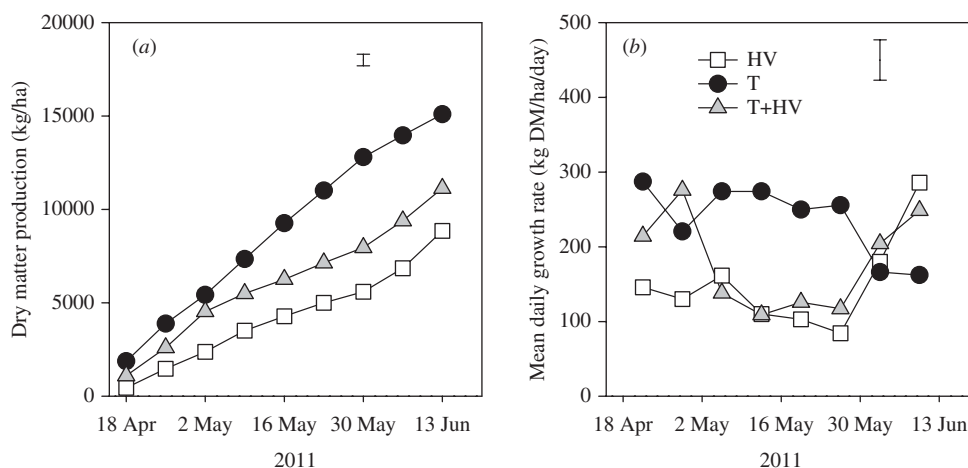 (a)
Dry matter production (kg/ha)
20000
15000
10000
5000
0
18 Apr 2 May 16 May 30 May 13 Jun
2011
(b)
HV
T
T+HV
Mean daily growth rate (kg DM/ha/day)
500
400
300
200
100
0
18 Apr 2 May 16 May 30 May 13 Jun
2011